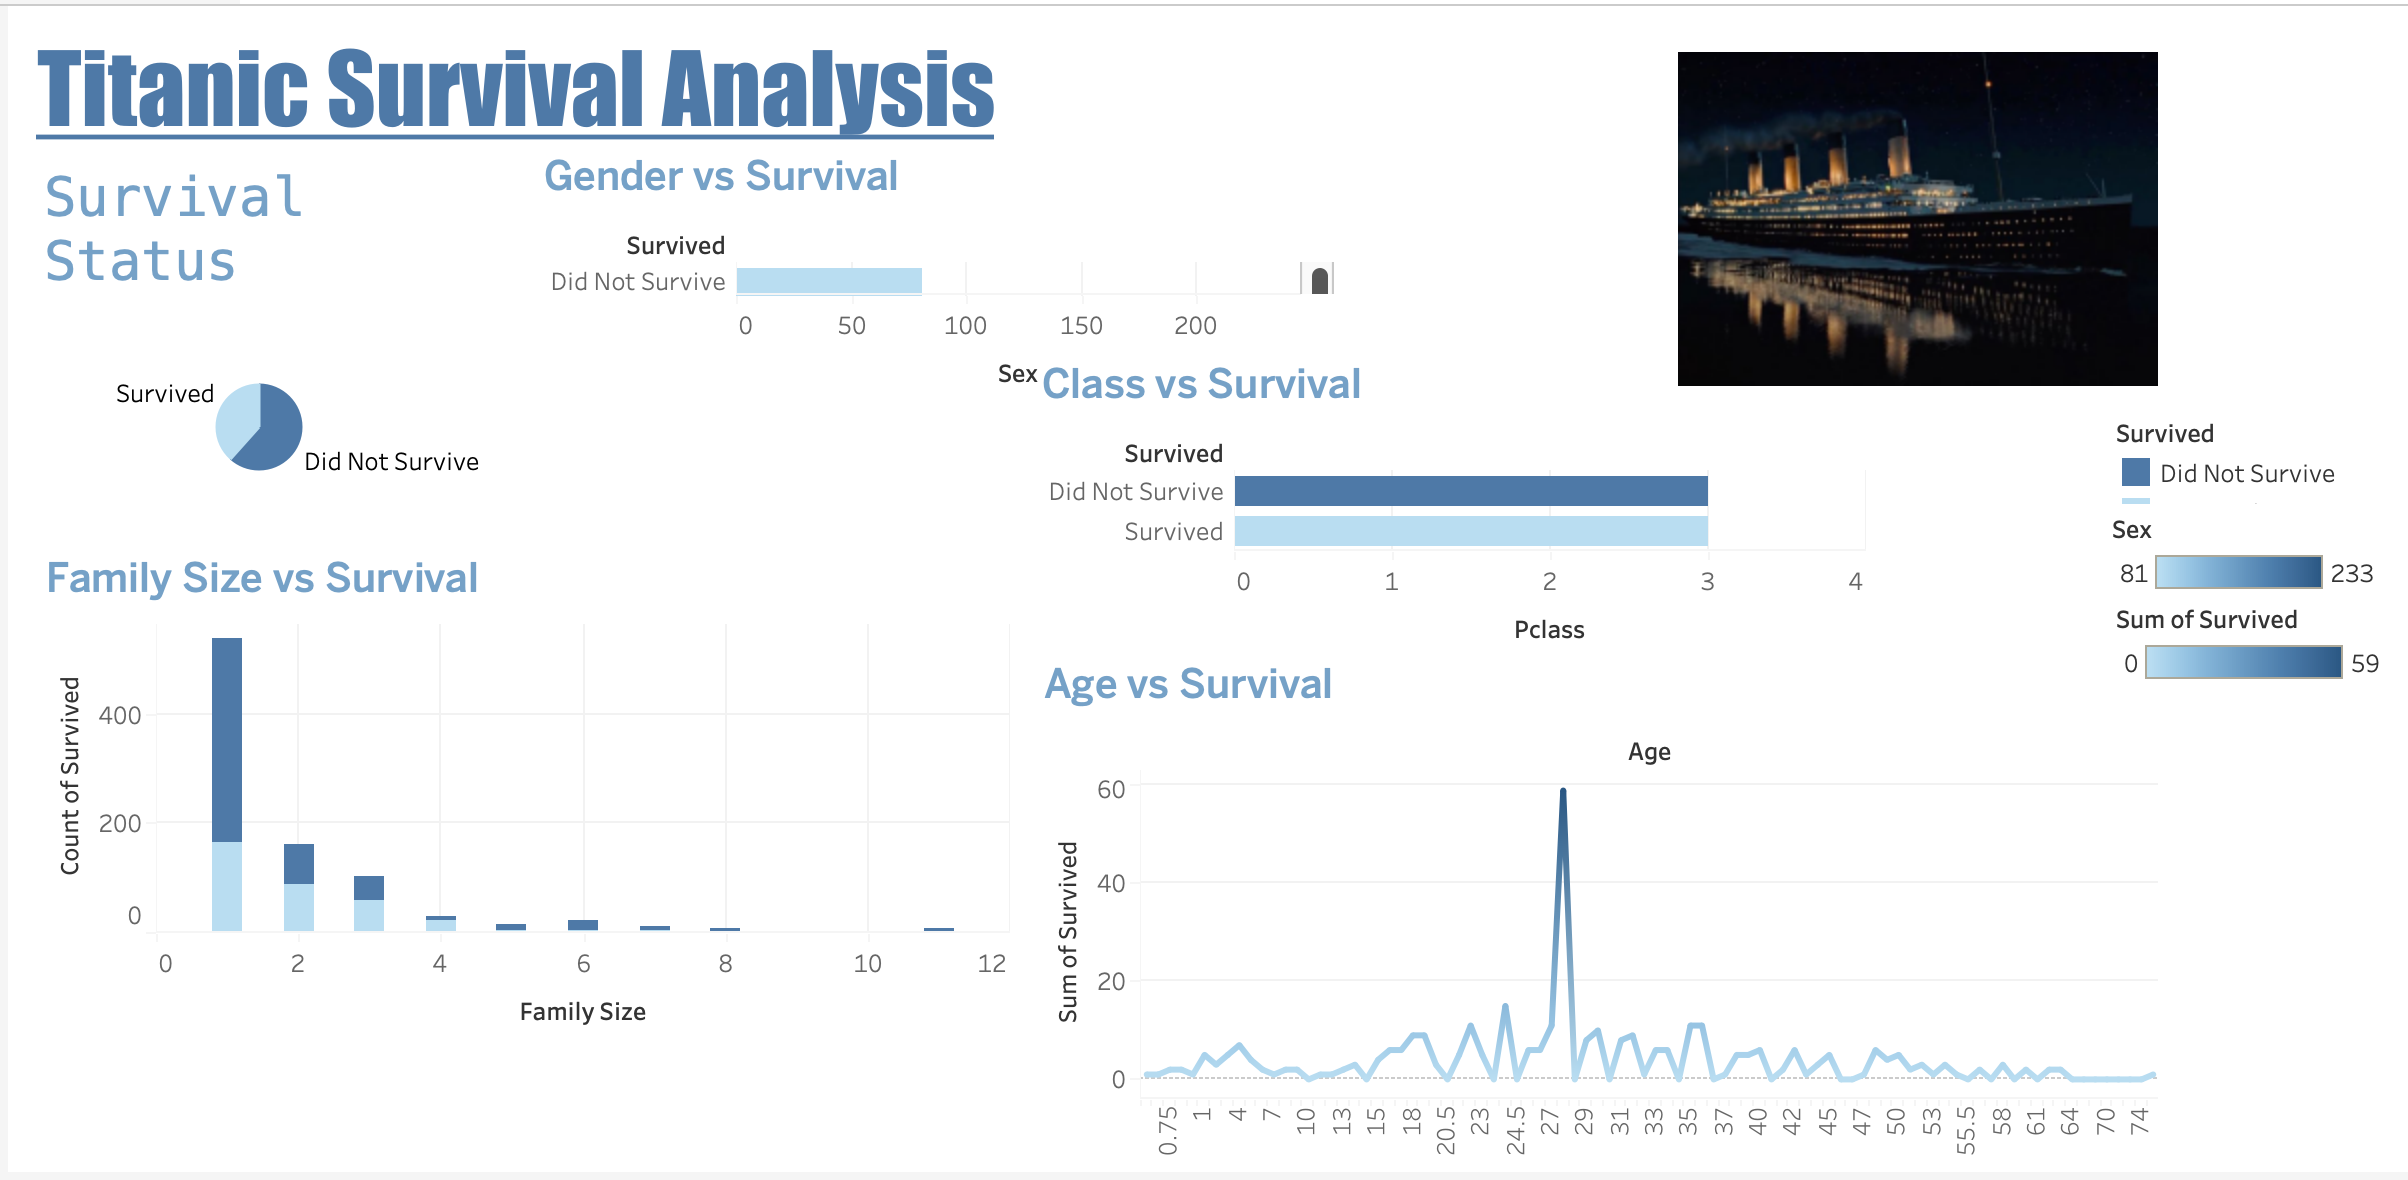 Titanic Survival Analysis
Survival
Status
Survived
Did Not Survive
Gender vs Survival
Survived
Did Not Survive
0 50 100 150 200
Sex
Class vs Survival
Survived
Did Not Survive
Survived
0 1 2 3 4
Pclass
Survived
Did Not Survive
Sex
81 233
Sum of Survived
0 59
Family Size vs Survival
Count of Survived
400
200
0
0 2 4 6 8 10 12
Family Size
Age vs Survival
Age
Sum of Survived
60
40
20
0
0.75 1 4 7 10 13 15 18 20.5 23 24.5 27 29 31 33 35 37 40 42 45 47 50 53 55.5 58 61 64 70 74